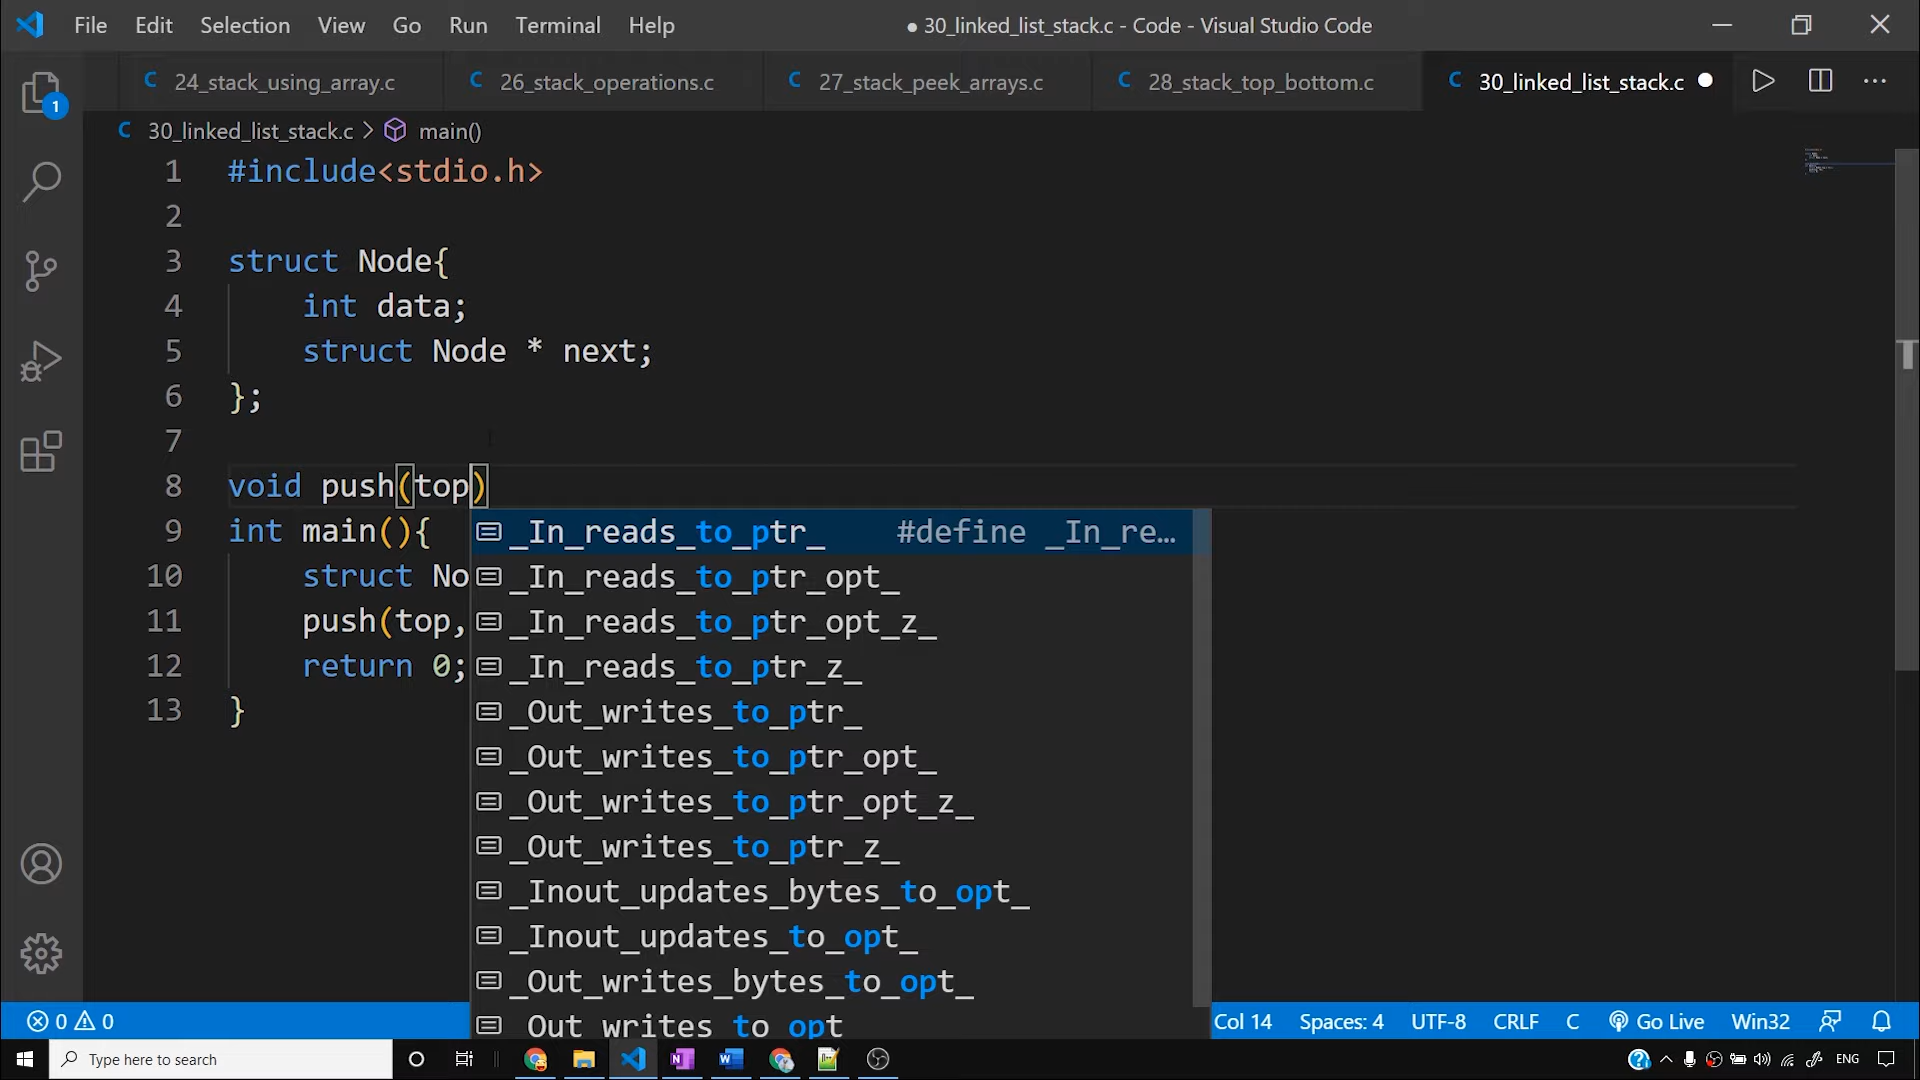 File Edit Selection View Go Run Terminal Help ● 30_linked_list_stack.c - Code - Visual Studio Code
C 24_stack_using_array.c C 26_stack_operations.c C 27_stack_peek_arrays.c C 28_stack_top_bottom.c C 30_linked_list_stack.c
1
C 30_linked_list_stack.c > main()
1 #include<stdio.h>
2
3 struct Node{
4 int data;
5 struct Node * next;
6 };
7
8 void push(top)
9 int main(){ _In_reads_to_ptr_ #define _In_re…
10 struct No _In_reads_to_ptr_opt_
11 push(top, _In_reads_to_ptr_opt_z_
12 return 0; _In_reads_to_ptr_z_
13 } _Out_writes_to_ptr_
_Out_writes_to_ptr_opt_
_Out_writes_to_ptr_opt_z_
_Out_writes_to_ptr_z_
_Inout_updates_bytes_to_opt_
_Inout_updates_to_opt_
_Out_writes_bytes_to_opt_
_Out_writes_to_opt_
0 0 Col 14 Spaces: 4 UTF-8 CRLF C Go Live Win32
Type here to search ENG